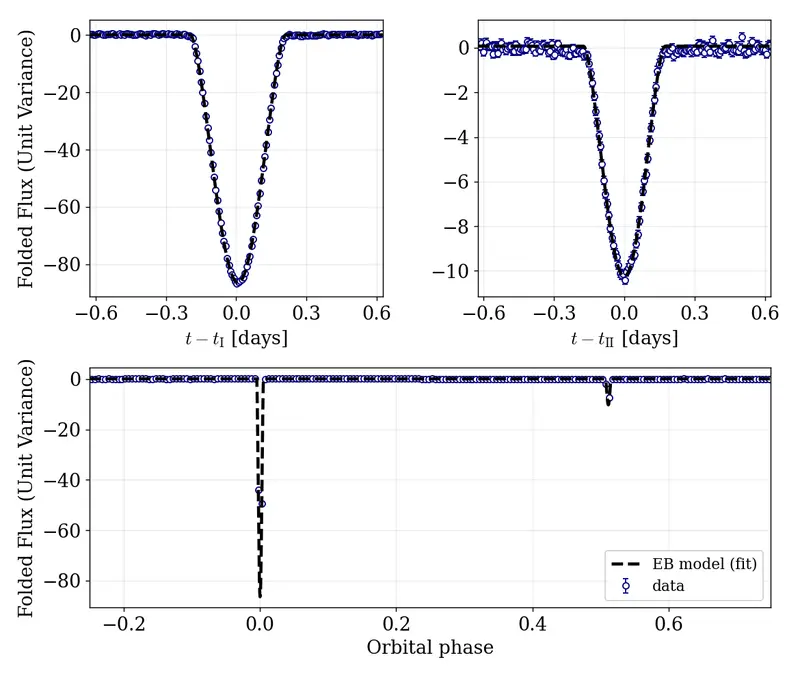 Folded Flux (Unit Variance)
0
−20
−40
−60
−80
−0.6 −0.3 0.0 0.3 0.6
t − tI [days]
0
−2
−4
−6
−8
−10
−0.6 −0.3 0.0 0.3 0.6
t − tII [days]
Folded Flux (Unit Variance)
0
−20
−40
−60
−80
EB model (fit)
data
−0.2 0.0 0.2 0.4 0.6
Orbital phase